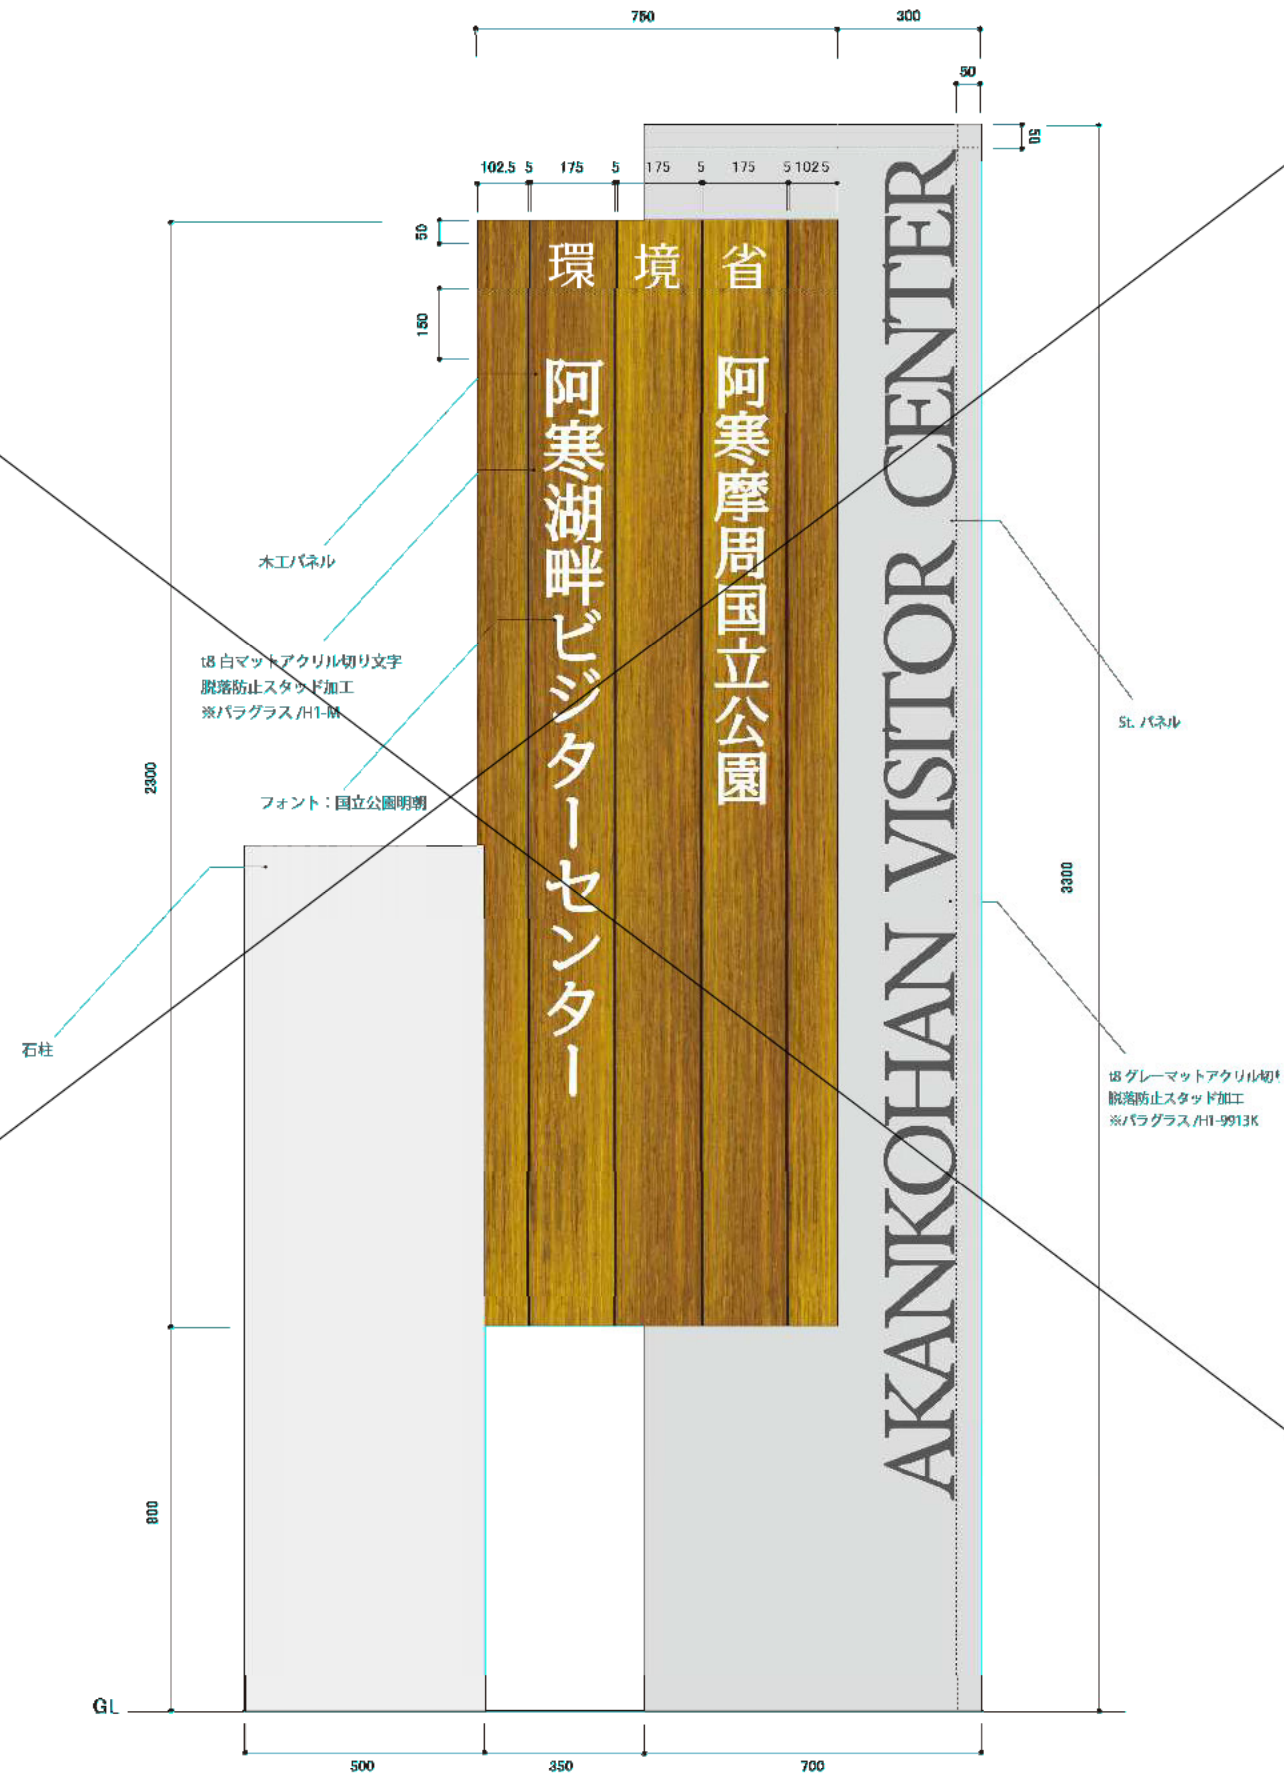 750
300
50
50
102.5 5 175 5 175 5 175 5 102 5
50
環境省
150
阿寒摩周国立公園
阿寒湖畔ビジターセンター
AKANKOHAN VISITOR CENTER
木工パネル
t8 白マットアクリル切り文字
脱落防止スタッド加工
※パラグラス /H1-M
フォント：国立公園明朝
St. パネル
2300
3300
石柱
t8 グレーマットアクリル切り
脱落防止スタッド加工
※パラグラス /H1-9913K
800
GL
500
350
700